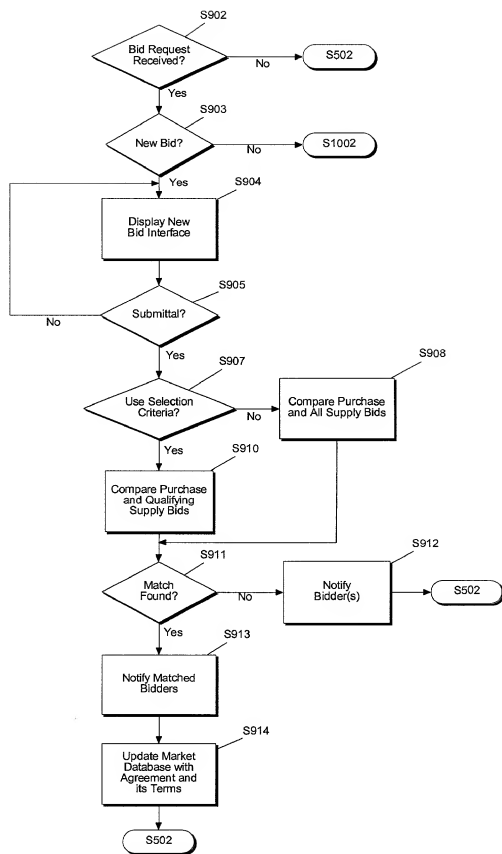 S902
Bid Request
Received?
No
S502
Yes
S903
New Bid?
No
S1002
Yes
S904
Display New
Bid Interface
S905
Submittal?
No
Yes
S907
S908
Use Selection
Criteria?
No
Compare Purchase
and All Supply Bids
Yes
S910
Compare Purchase
and Qualifying
Supply Bids
S911
S912
Match
Found?
No
Notify
Bidder(s)
S502
Yes
S913
Notify Matched
Bidders
S914
Update Market
Database with
Agreement and
its Terms
S502